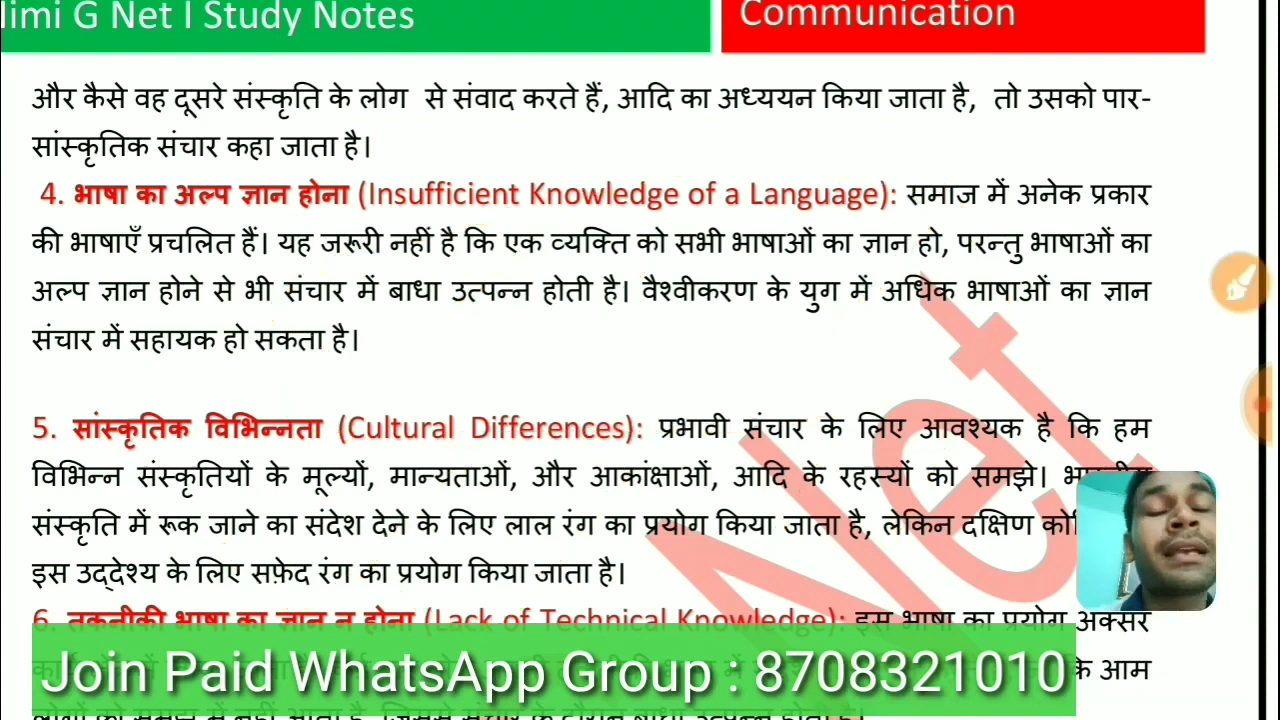 limi G Net I Study Notes
Communication
और कैसे वह दूसरे संस्कृति के लोग से संवाद करते हैं, आदि का अध्ययन किया जाता है, तो उसको पार-
सांस्कृतिक संचार कहा जाता है।
4. भाषा का अल्प ज्ञान होना (Insufficient Knowledge of a Language): समाज में अनेक प्रकार
की भाषाएँ प्रचलित हैं। यह जरूरी नहीं है कि एक व्यक्ति को सभी भाषाओं का ज्ञान हो, परन्तु भाषाओं का
अल्प ज्ञान होने से भी संचार में बाधा उत्पन्न होती है। वैश्वीकरण के युग में अधिक भाषाओं का ज्ञान
संचार में सहायक हो सकता है।
5. सांस्कृतिक विभिन्नता (Cultural Differences): प्रभावी संचार के लिए आवश्यक है कि हम
विभिन्न संस्कृतियों के मूल्यों, मान्यताओं, और आकांक्षाओं, आदि के रहस्यों को समझे।
संस्कृति में रूक जाने का संदेश देने के लिए लाल रंग का प्रयोग किया जाता है, लेकिन दक्षिण
इस उद्देश्य के लिए सफ़ेद रंग का प्रयोग किया जाता है।
6. तकनीकी भाषा का ज्ञान न होना (Lack of Technical Knowledge): इस भाषा का प्रयोग अक्सर
आम
Join Paid WhatsApp Group : 8708321010
Net